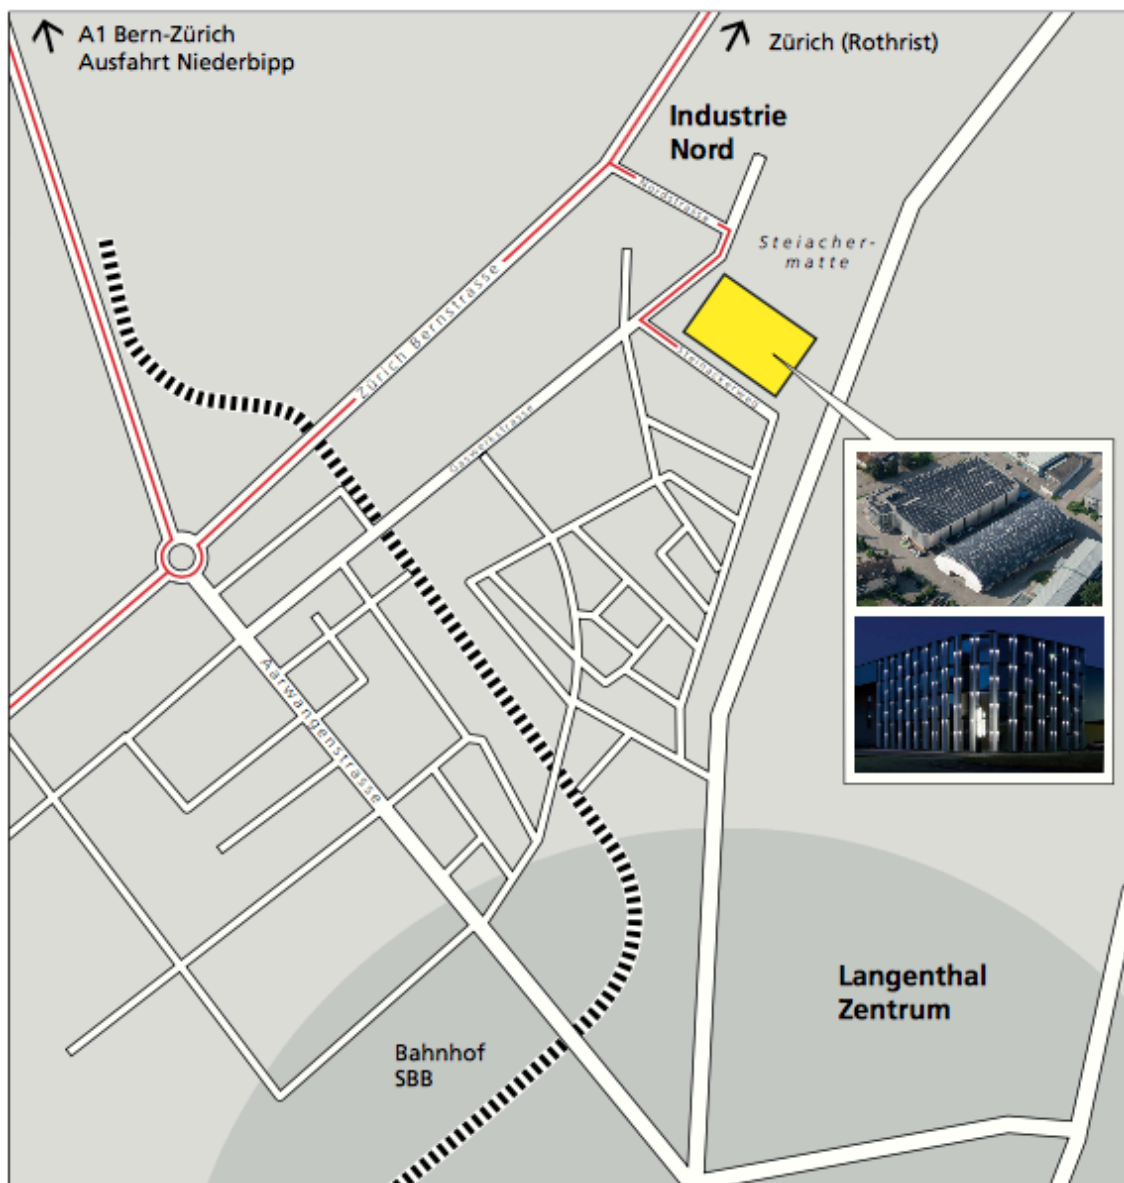 A1 Bern-Zürich
Ausfahrt Niederbipp
Zürich (Rothrist)
Industrie
Nord
Nordstrasse
Steiacher-
matte
Zürich Bernstrasse
Steinackerweg
Gaswerkstrasse
Aarwangenstrasse
Langenthal
Zentrum
Bahnhof
SBB